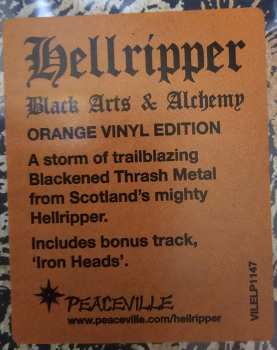 Hellripper
Black Arts & Alchemy
ORANGE VINYL EDITION
A storm of trailblazing
Blackened Thrash Metal
from Scotland's mighty
Hellripper.
Includes bonus track,
'Iron Heads'.
PEACEVILLE
www.peaceville.com/hellripper
VILELP1147